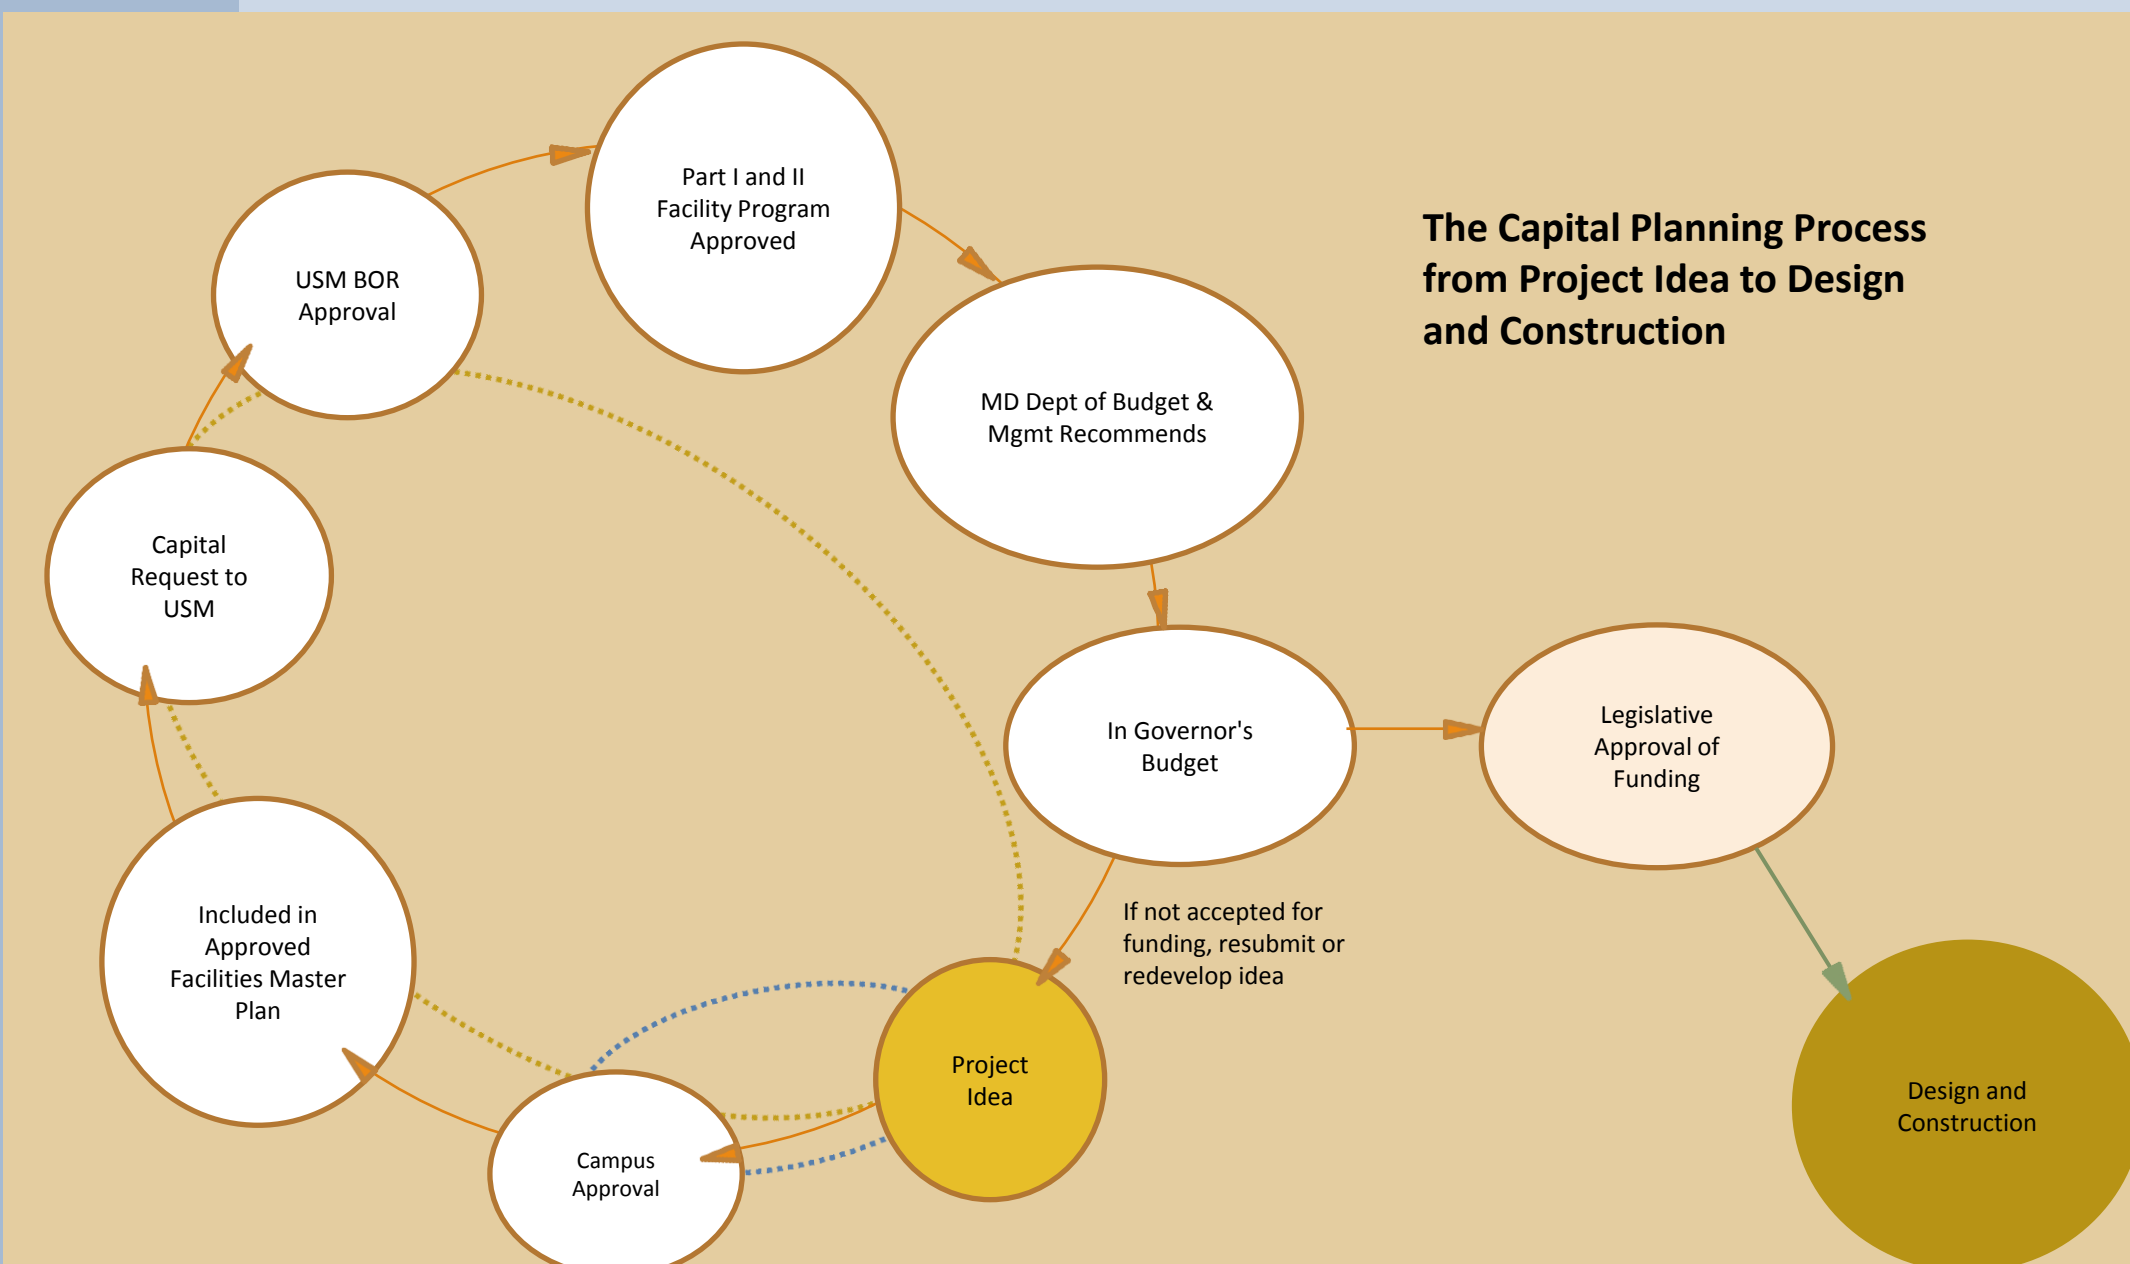 The Capital Planning Process
from Project Idea to Design
and Construction
Part I and II
Facility Program
Approved
USM BOR
Approval
MD Dept of Budget &
Mgmt Recommends
Capital
Request to
USM
In Governor's
Budget
Legislative
Approval of
Funding
Included in
Approved
Facilities Master
Plan
If not accepted for
funding, resubmit or
redevelop idea
Project
Idea
Campus
Approval
Design and
Construction